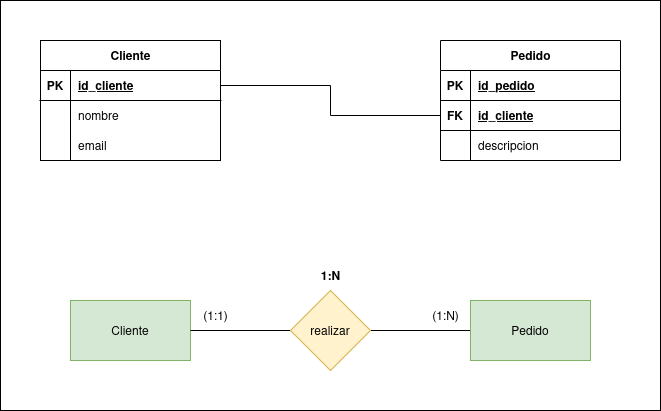 Cliente
PK id_cliente
nombre
email
Pedido
PK id_pedido
FK id_cliente
descripcion
1:N
Cliente (1:1) realizar (1:N) Pedido